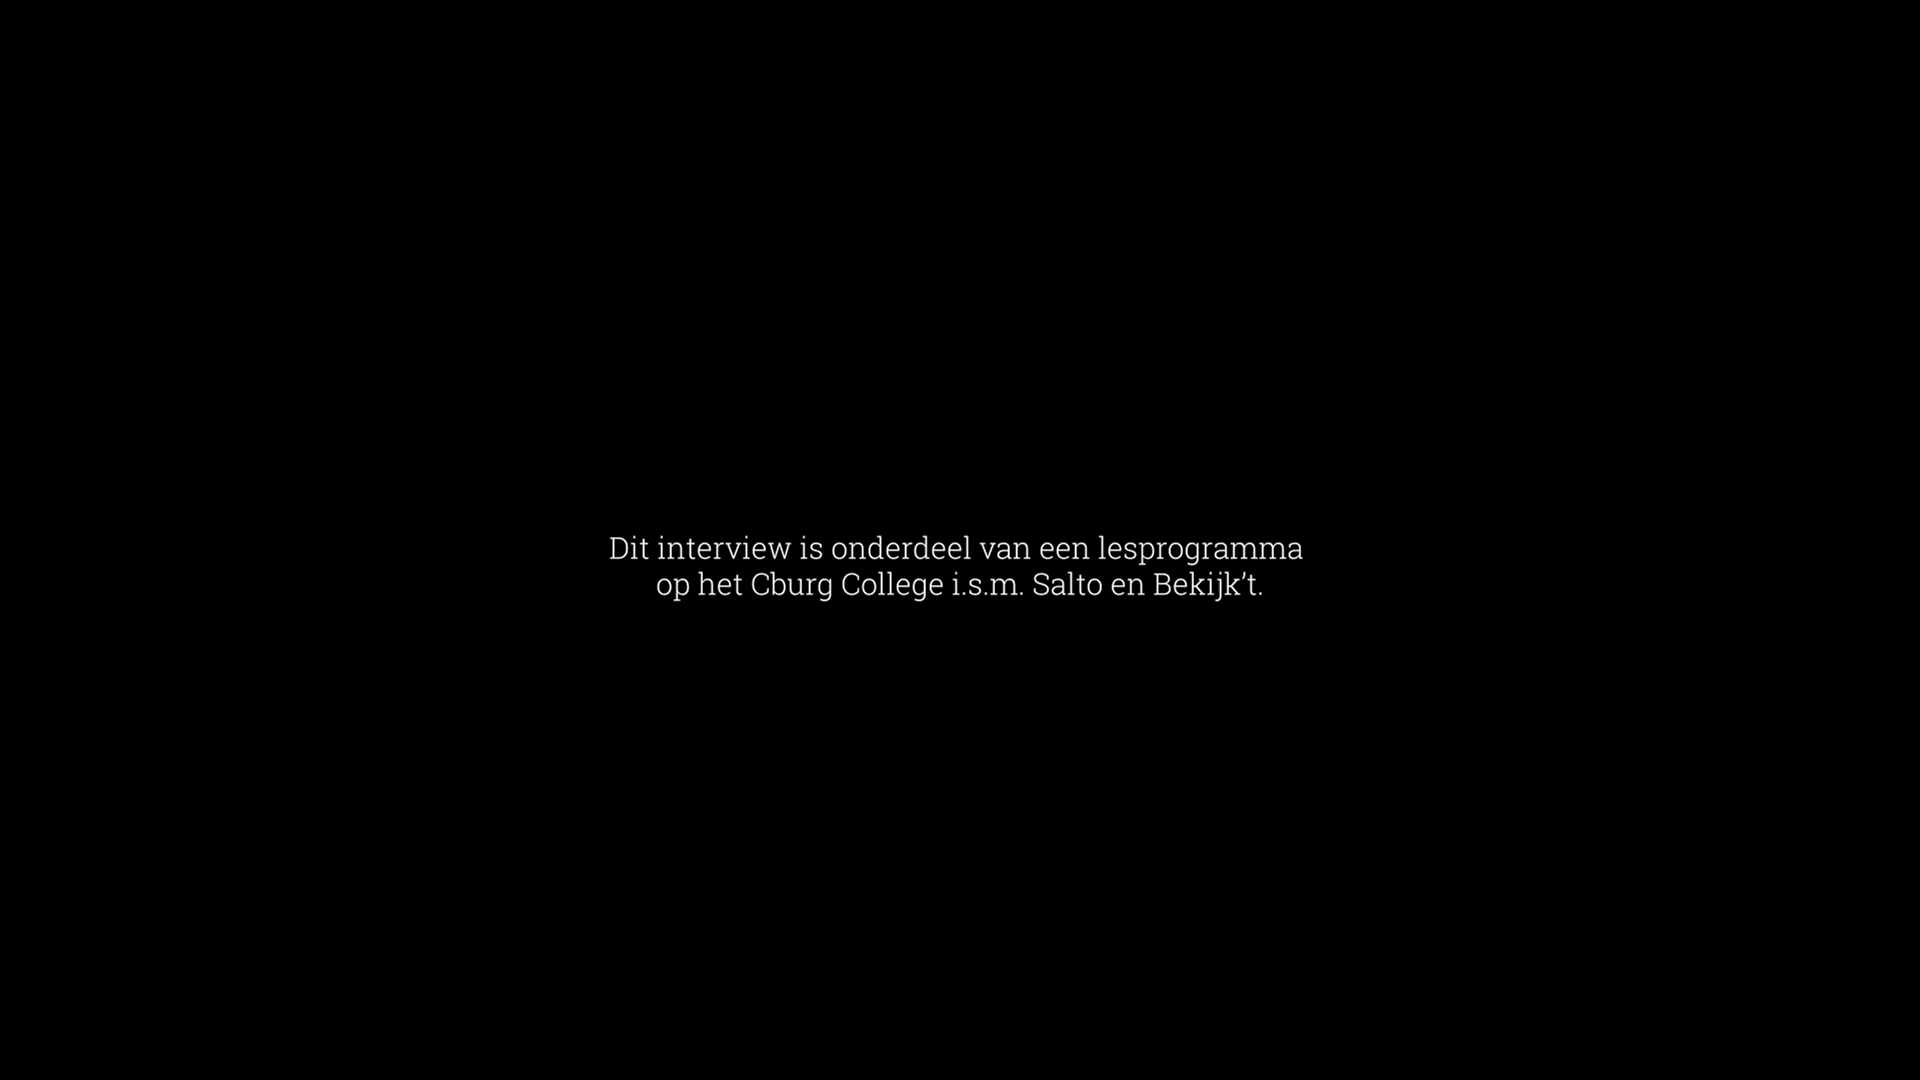 Dit interview is onderdeel van een lesprogramma
op het Cburg College i.s.m. Salto en Bekijk’t.